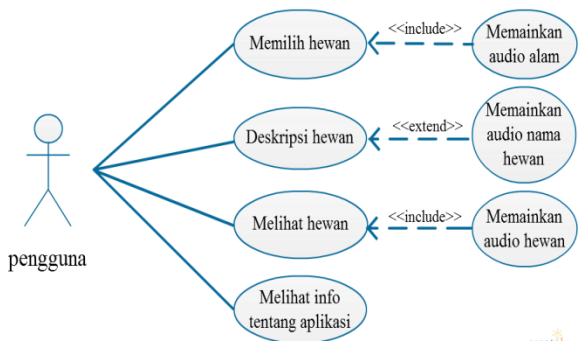 Memilih hewan
<<include>>
Memainkan
audio alam
Deskripsi hewan
<<extend>>
Memainkan
audio nama
hewan
Melihat hewan
<<include>>
Memainkan
audio hewan
pengguna
Melihat info
tentang aplikasi